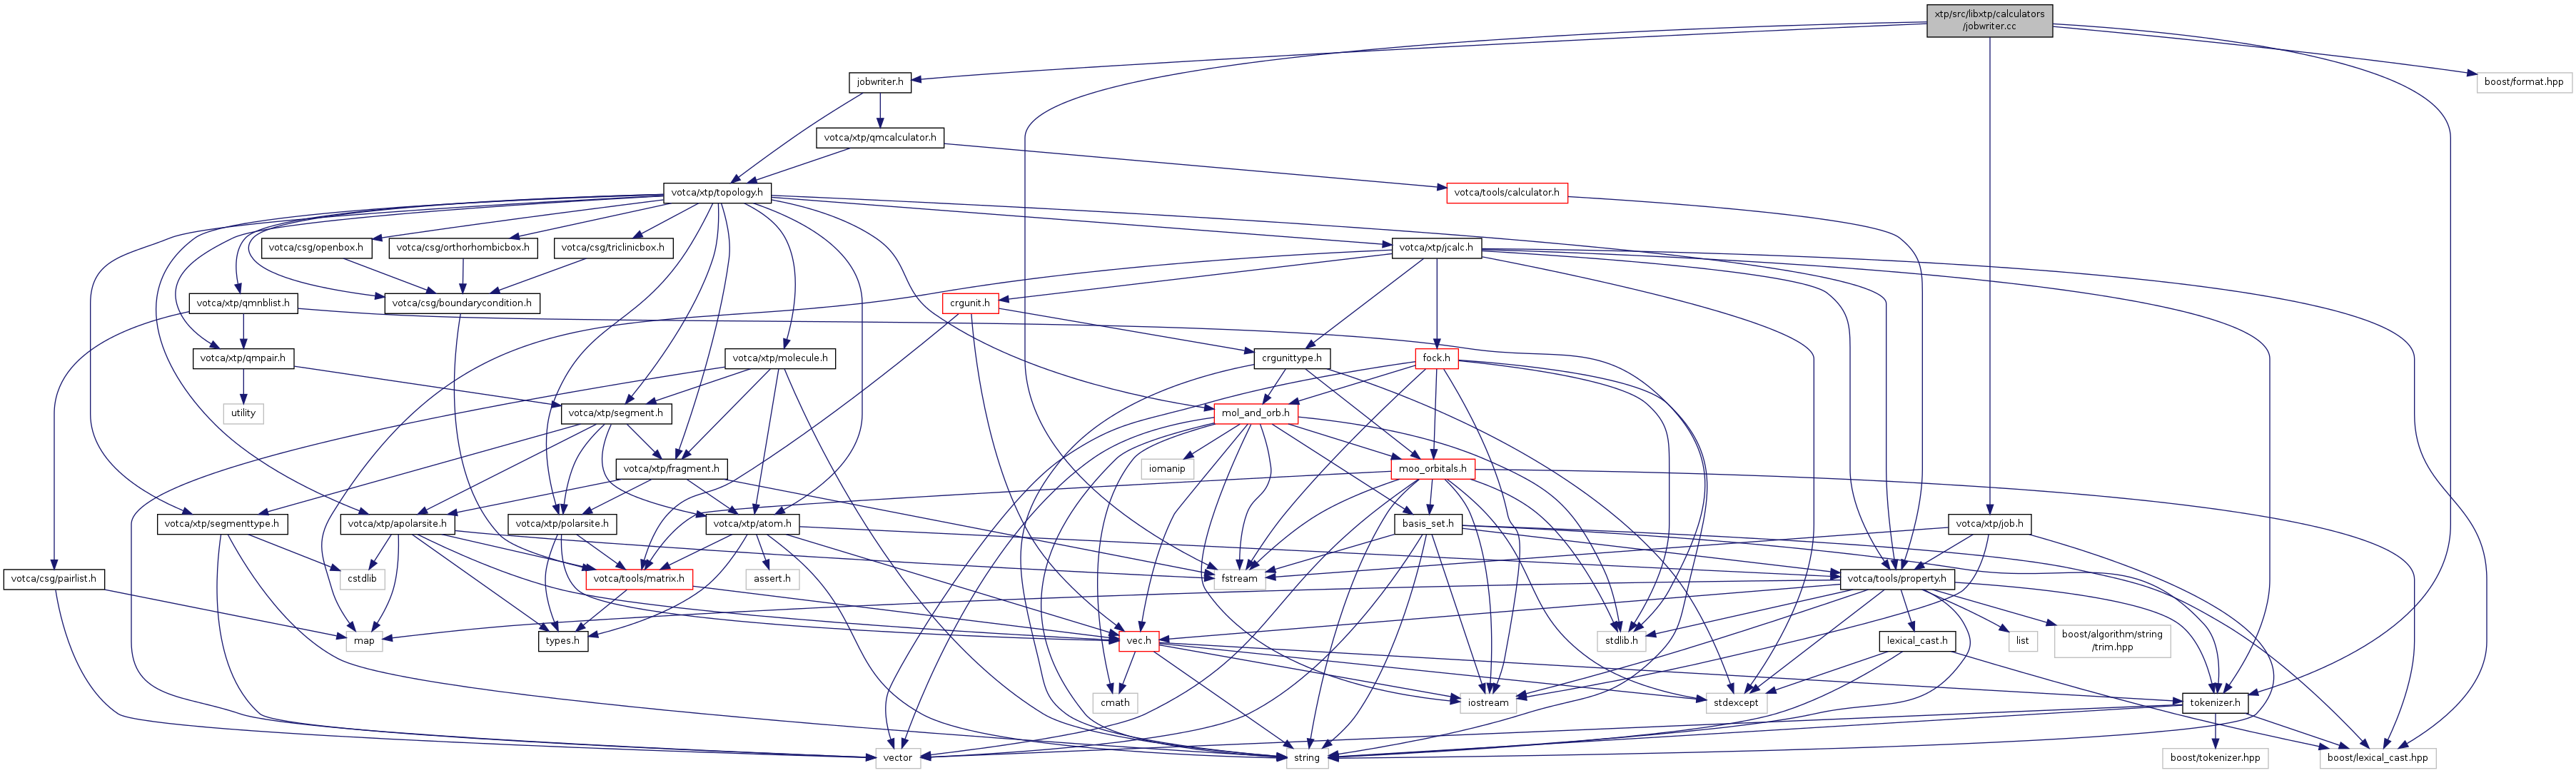 xtp/src/libxtp/calculators
/jobwriter.cc
jobwriter.h
boost/format.hpp
votca/xtp/qmcalculator.h
votca/xtp/topology.h
votca/tools/calculator.h
votca/csg/openbox.h
votca/csg/orthorhombicbox.h
votca/csg/triclinicbox.h
votca/xtp/jcalc.h
votca/xtp/qmnblist.h
votca/csg/boundarycondition.h
crgunit.h
votca/xtp/qmpair.h
votca/xtp/molecule.h
crgunittype.h
fock.h
utility
votca/xtp/segment.h
mol_and_orb.h
votca/xtp/fragment.h
iomanip
moo_orbitals.h
votca/xtp/segmenttype.h
votca/xtp/apolarsite.h
votca/xtp/polarsite.h
votca/xtp/atom.h
basis_set.h
votca/xtp/job.h
votca/csg/pairlist.h
cstdlib
votca/tools/matrix.h
assert.h
fstream
votca/tools/property.h
map
types.h
vec.h
stdlib.h
lexical_cast.h
list
boost/algorithm/string
/trim.hpp
cmath
iostream
stdexcept
tokenizer.h
vector
string
boost/tokenizer.hpp
boost/lexical_cast.hpp